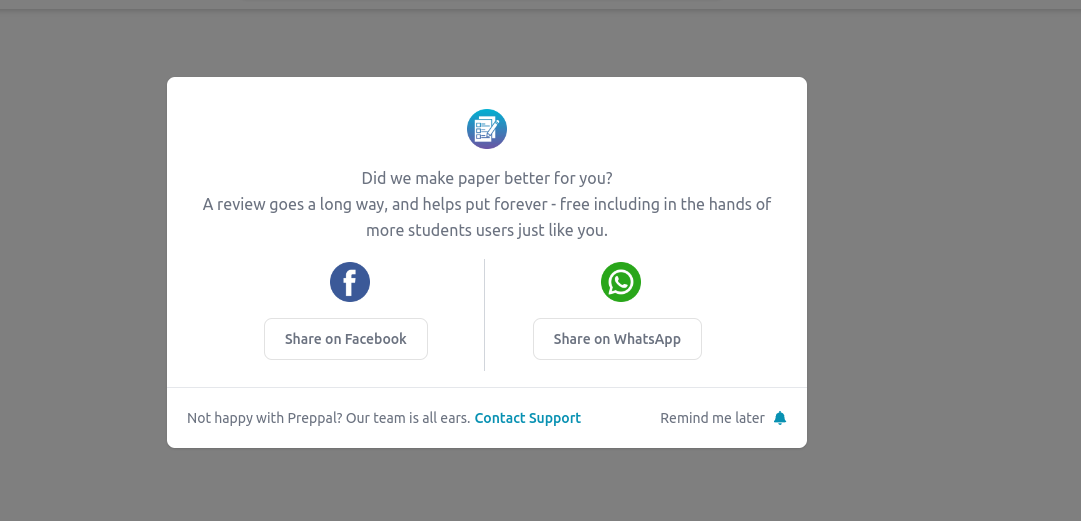 Did we make paper better for you?
A review goes a long way, and helps put forever - free including in the hands of
more students users just like you.
Share on Facebook
Share on WhatsApp
Not happy with Preppal? Our team is all ears. Contact Support
Remind me later